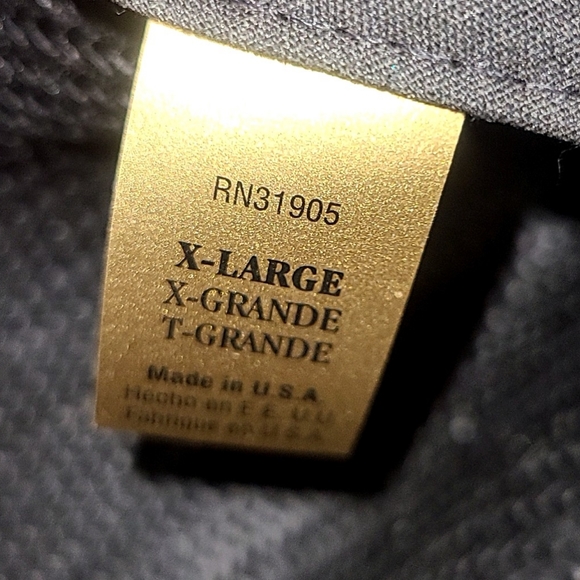 RN31905
X-LARGE
X-GRANDE
T-GRANDE
Made in U.S.A
Hecho en E.E. U.U
Fabriqué en U.S.A